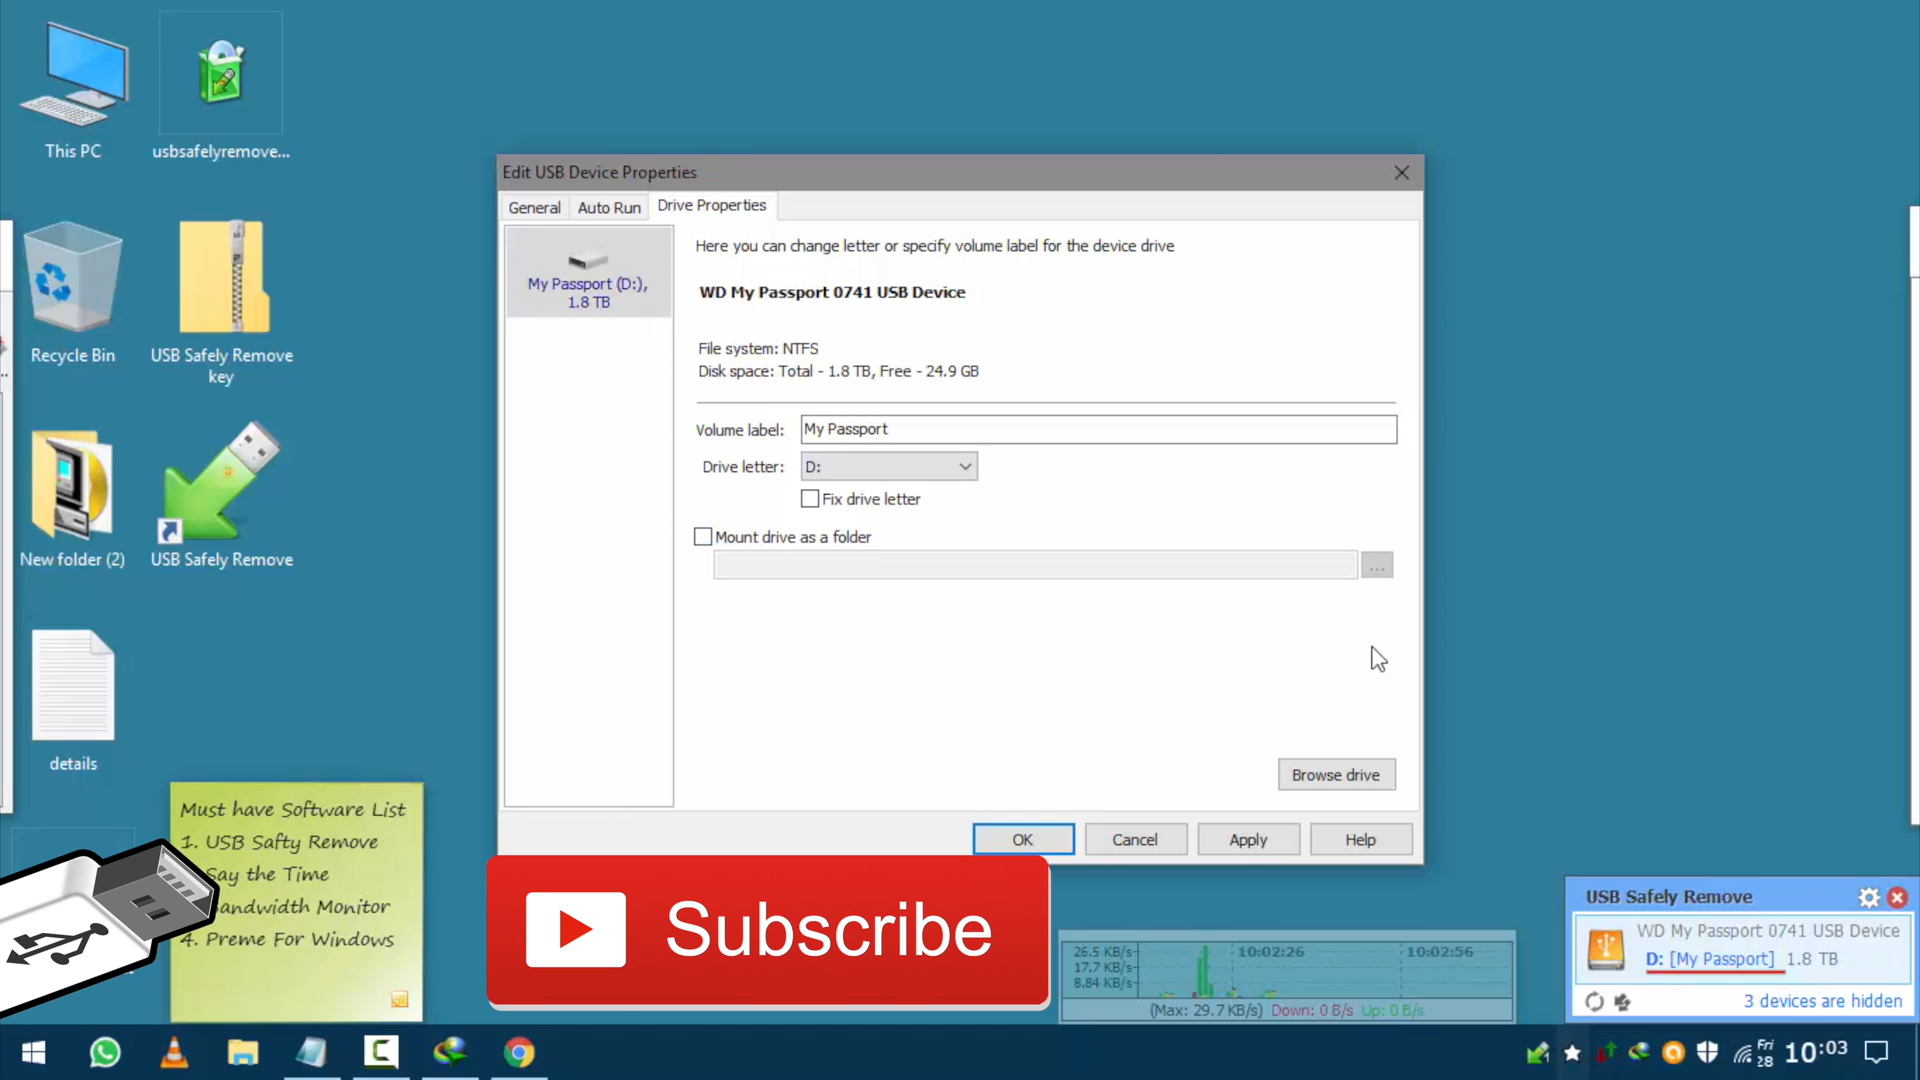 This PC
usbsafelyremove...
Recycle Bin
USB Safely Remove
key
New folder (2)
USB Safely Remove
details
Must have Software List
1. USB Safty Remove
Say the Time
Bandwidth Monitor
4. Preme For Windows
Edit USB Device Properties
General
Auto Run
Drive Properties
My Passport (D:),
1.8 TB
Here you can change letter or specify volume label for the device drive
WD My Passport 0741 USB Device
File system: NTFS
Disk space: Total - 1.8 TB, Free - 24.9 GB
Volume label: My Passport
Drive letter: D:
Fix drive letter
Mount drive as a folder
...
Browse drive
OK
Cancel
Apply
Help
Subscribe
26.5 KB/s
17.7 KB/s
8.84 KB/s
10:02:26
10:02:56
(Max: 29.7 KB/s) Down: 0 B/s Up: 0 B/s
USB Safely Remove
WD My Passport 0741 USB Device
D: [My Passport] 1.8 TB
3 devices are hidden
Fri
28
10:03